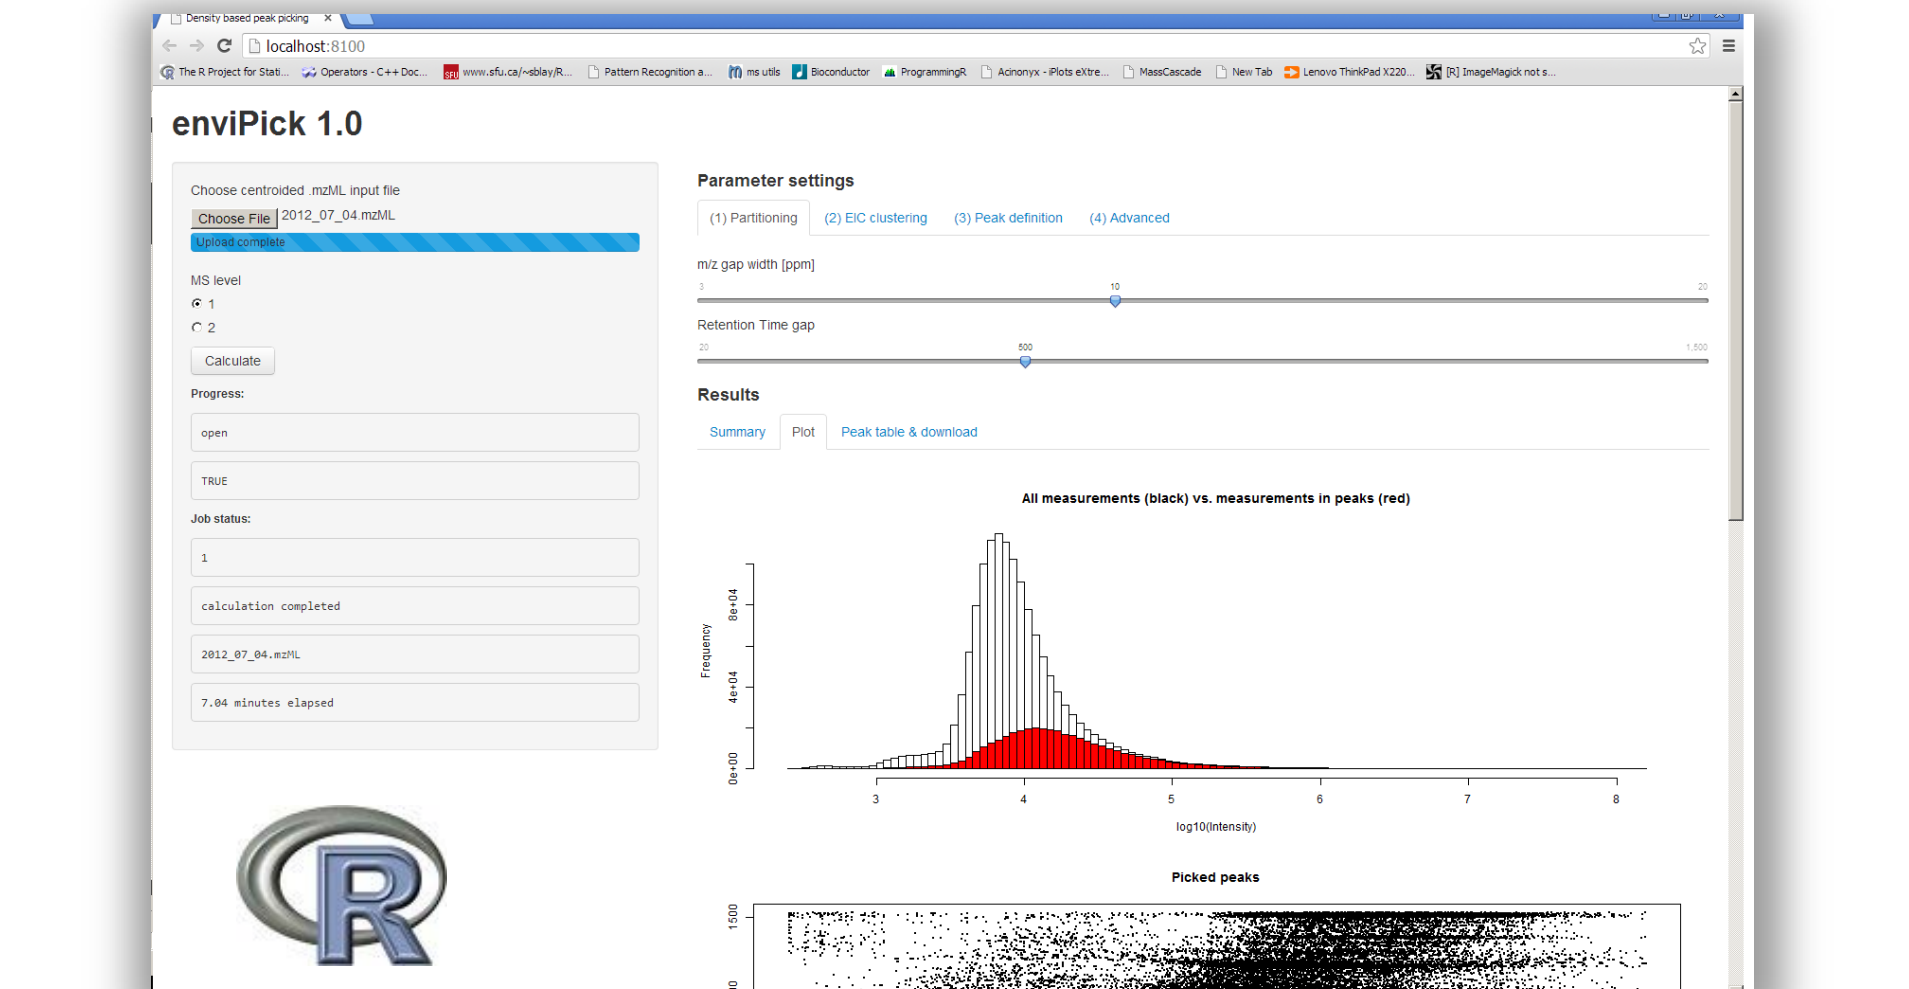 Density based peak picking
localhost:8100
The R Project for Stati... Operators - C++ Doc... SFU www.sfu.ca/~sblay/R... Pattern Recognition a... m ms utils Bioconductor ProgrammingR Acinonyx - iPlots eXtre... MassCascade New Tab Lenovo ThinkPad X220... [R] ImageMagick not s...
enviPick 1.0
Choose centroided .mzML input file
Choose File 2012_07_04.mzML
Upload complete
MS level
1
2
Calculate
Progress:
open
TRUE
Job status:
1
calculation completed
2012_07_04.mzML
7.04 minutes elapsed
R
Parameter settings
(1) Partitioning (2) EIC clustering (3) Peak definition (4) Advanced
m/z gap width [ppm]
3 10 20
Retention Time gap
20 500 1,500
Results
Summary Plot Peak table & download
All measurements (black) vs. measurements in peaks (red)
Frequency
8e+04
4e+04
0e+00
3 4 5 6 7 8
log10(Intensity)
Picked peaks
1500